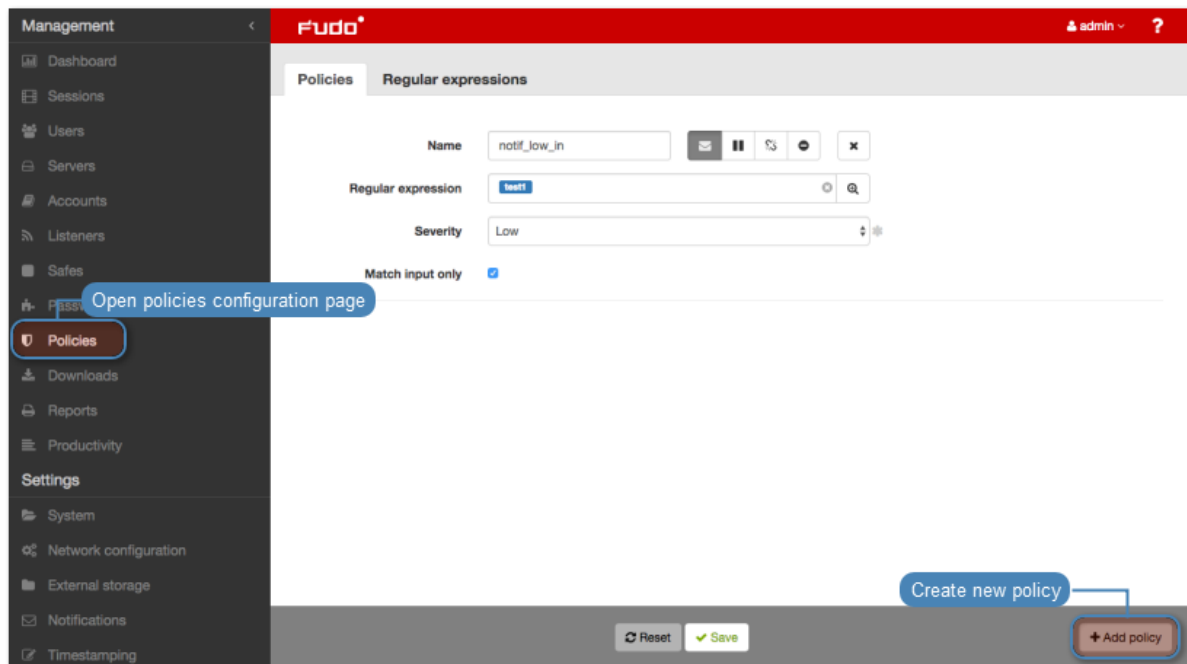 Management
Fudo
admin
?
Dashboard
Policies
Regular expressions
Sessions
Users
Name
notif_low_in
Servers
Regular expression
test1
Accounts
Listeners
Severity
Low
Safes
Match input only
Open policies configuration page
Policies
Downloads
Reports
Productivity
Settings
System
Network configuration
External storage
Create new policy
Notifications
Reset
Save
+ Add policy
Timestamping